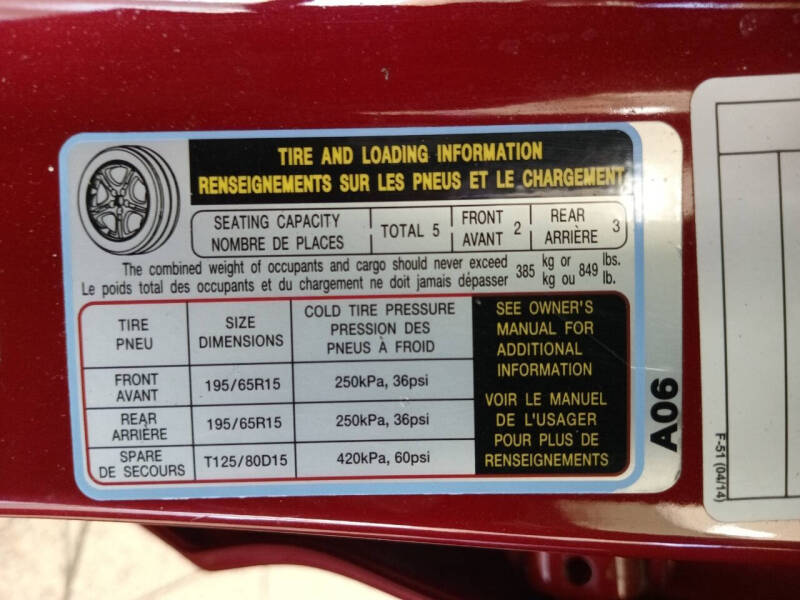 TIRE AND LOADING INFORMATION
RENSEIGNEMENTS SUR LES PNEUS ET LE CHARGEMENT
SEATING CAPACITY
NOMBRE DE PLACES
TOTAL 5
FRONT
AVANT
2
REAR
ARRIÈRE
3
The combined weight of occupants and cargo should never exceed
Le poids total des occupants et du chargement ne doit jamais dépasser
385
kg or
kg ou
849
lbs.
lb.
TIRE
PNEU
SIZE
DIMENSIONS
COLD TIRE PRESSURE
PRESSION DES
PNEUS À FROID
FRONT
AVANT
195/65R15
250kPa, 36psi
REAR
ARRIÈRE
195/65R15
250kPa, 36psi
SPARE
DE SECOURS
T125/80D15
420kPa, 60psi
SEE OWNER'S
MANUAL FOR
ADDITIONAL
INFORMATION
VOIR LE MANUEL
DE L'USAGER
POUR PLUS DE
RENSEIGNEMENTS
A06
F-51 (04/14)